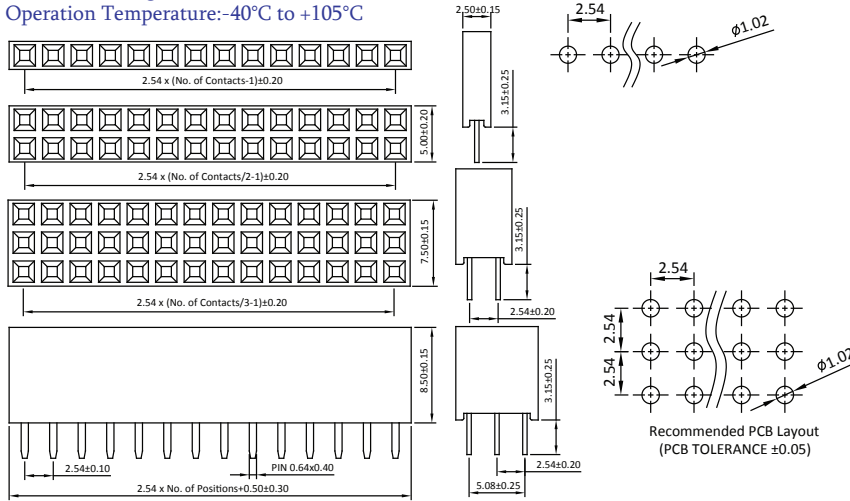 Operation Temperature:-40°C to +105°C
2.54 x (No. of Contacts-1)±0.20
5.00±0.20
2.54 x (No. of Contacts/2-1)±0.20
7.50±0.15
2.54 x (No. of Contacts/3-1)±0.20
8.50±0.15
2.54±0.10
PIN 0.64x0.40
2.54 x No. of Positions+0.50±0.30
2.50±0.15
3.15±0.25
3.15±0.25
2.54±0.20
3.15±0.25
2.54±0.20
5.08±0.25
2.54
ø1.02
2.54
2.54
2.54
ø1.02
Recommended PCB Layout
(PCB TOLERANCE ±0.05)